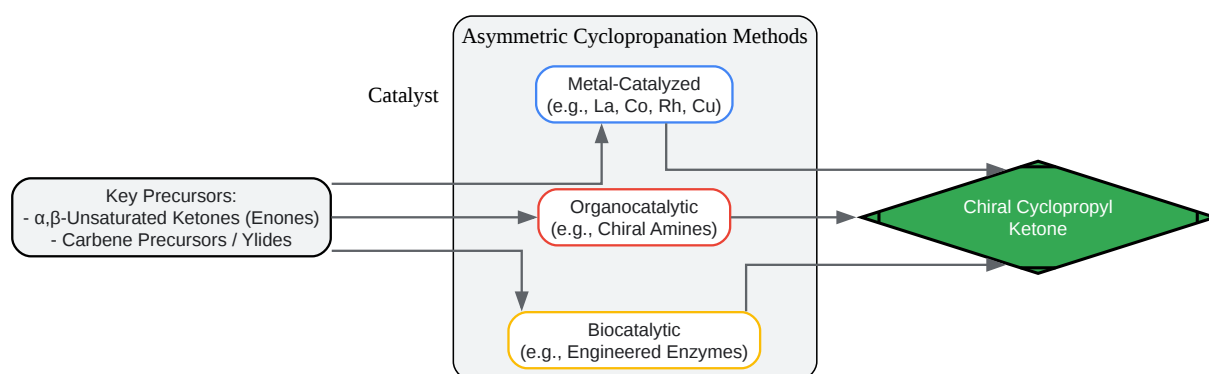 Asymmetric Cyclopropanation Methods
Catalyst
Metal-Catalyzed
(e.g., La, Co, Rh, Cu)
Key Precursors:
- α,β-Unsaturated Ketones (Enones)
- Carbene Precursors / Ylides
Organocatalytic
(e.g., Chiral Amines)
Chiral Cyclopropyl
Ketone
Biocatalytic
(e.g., Engineered Enzymes)